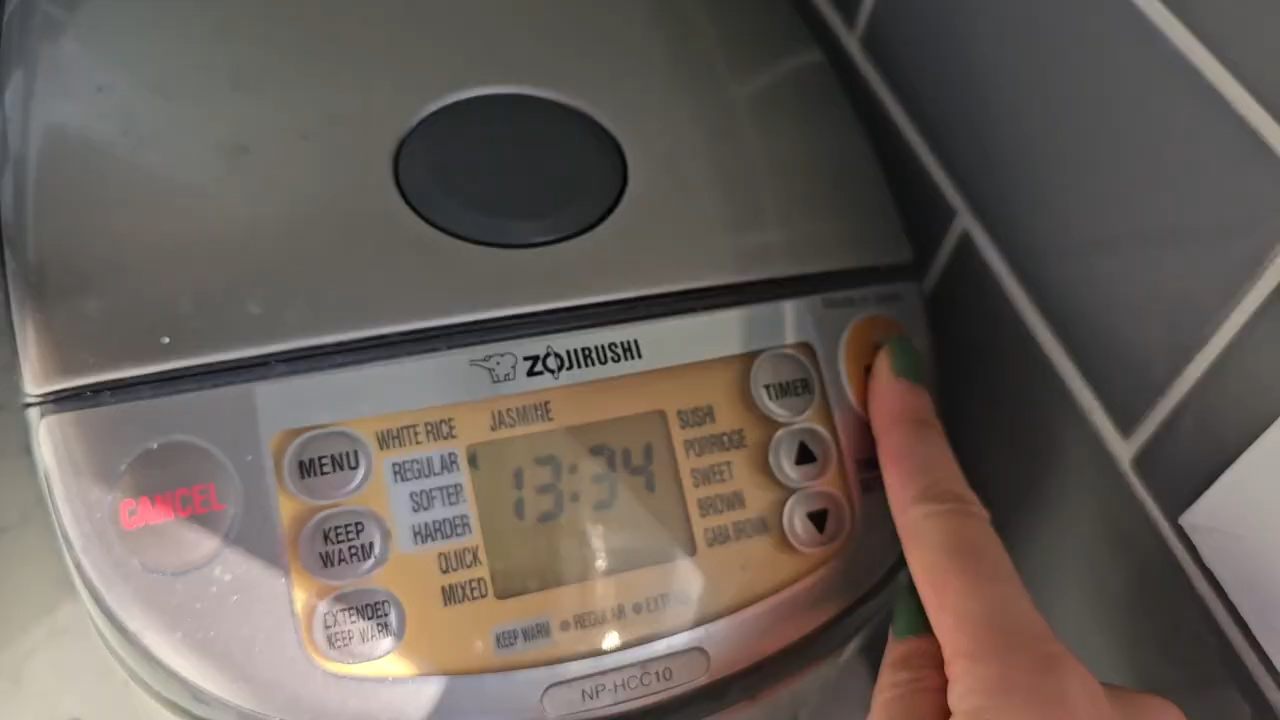 ZOJIRUSHI
JASMINE
WHITE RICE
REGULAR
SOFTER
HARDER
QUICK
MIXED
13:34
SUSHI
PORRIDGE
SWEET
BROWN
GABA BROWN
TIMER
MENU
KEEP
WARM
EXTENDED
KEEP WARM
CANCEL
KEEP WARM REGULAR
NP-HCC10